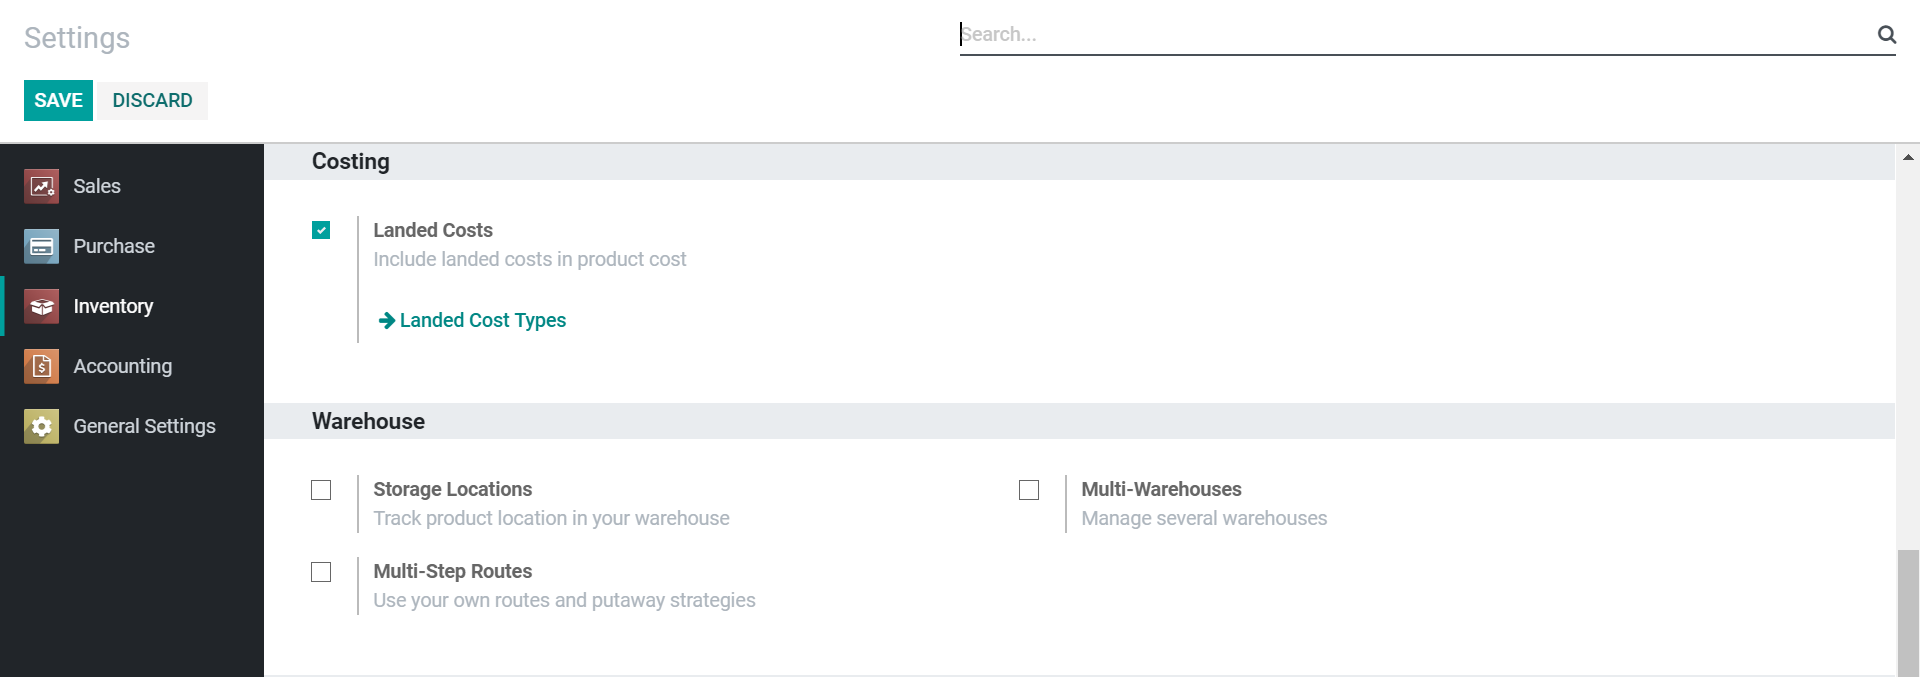 Settings
Search...
SAVE DISCARD
Sales
Purchase
Inventory
Accounting
General Settings
Costing
Landed Costs
Include landed costs in product cost
Landed Cost Types
Warehouse
Storage Locations
Track product location in your warehouse
Multi-Warehouses
Manage several warehouses
Multi-Step Routes
Use your own routes and putaway strategies